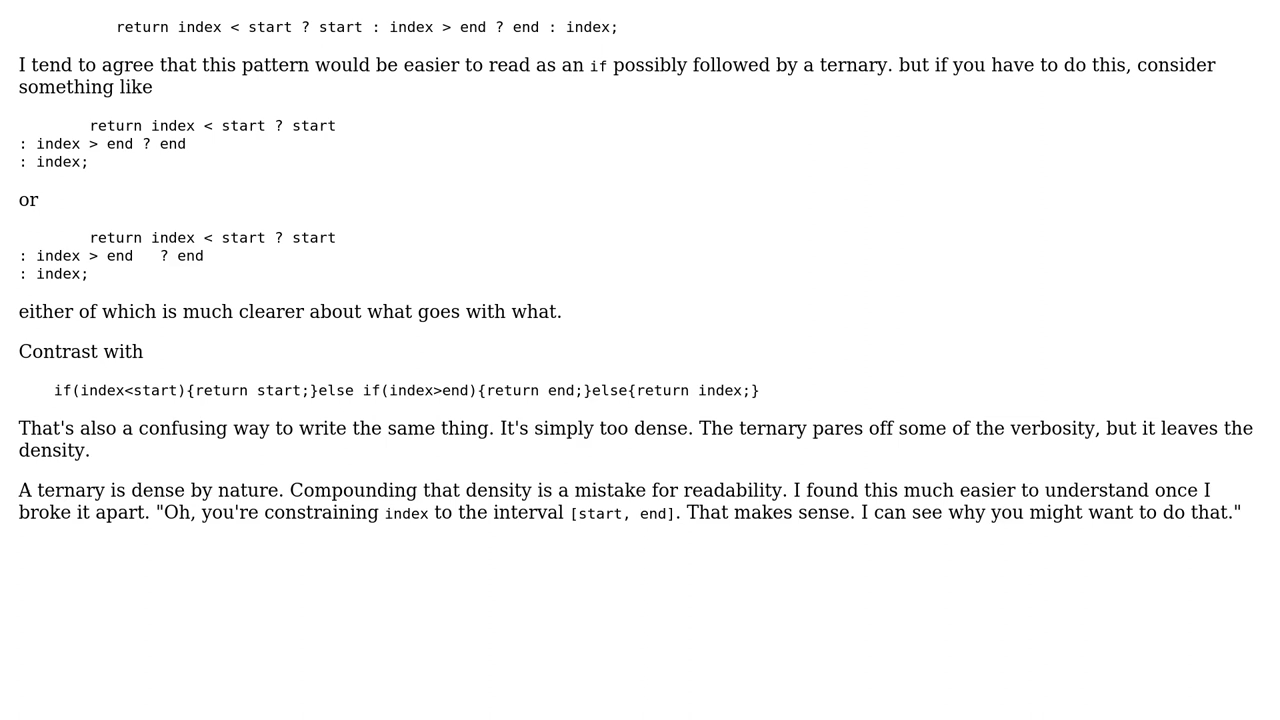 return index < start ? start : index > end ? end : index;
I tend to agree that this pattern would be easier to read as an if possibly followed by a ternary. but if you have to do this, consider
something like
return index < start ? start
: index > end ? end
: index;
or
return index < start ? start
: index > end   ? end
: index;
either of which is much clearer about what goes with what.
Contrast with
if(index<start){return start;}else if(index>end){return end;}else{return index;}
That's also a confusing way to write the same thing. It's simply too dense. The ternary pares off some of the verbosity, but it leaves the
density.
A ternary is dense by nature. Compounding that density is a mistake for readability. I found this much easier to understand once I
broke it apart. "Oh, you're constraining index to the interval [start, end]. That makes sense. I can see why you might want to do that."